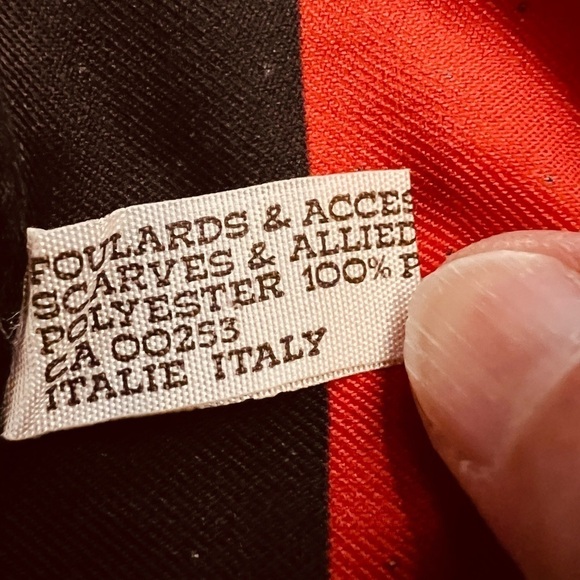 FOULARDS & ACCES
SCARVES & ALLIED
POLYESTER 100% P
CA 00253
ITALIE ITALY